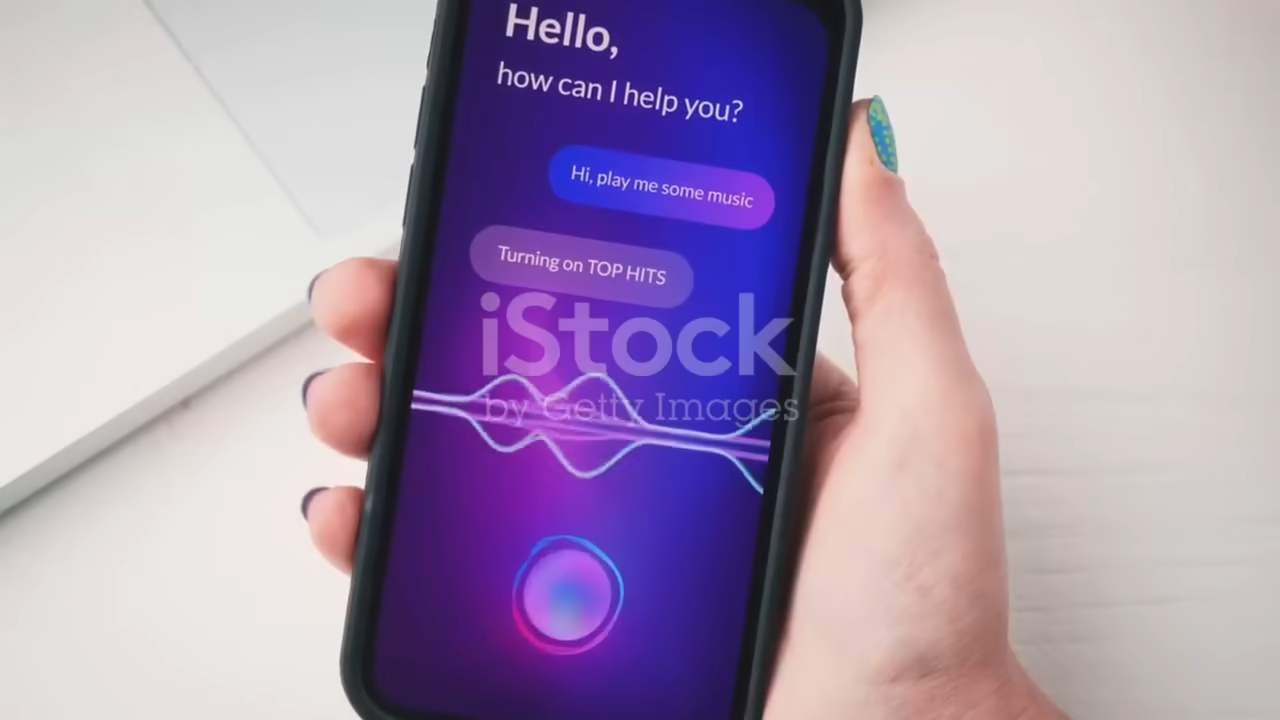 Hello,
how can I help you?
Hi, play me some music
Turning on TOP HITS
iStock
by Getty Images